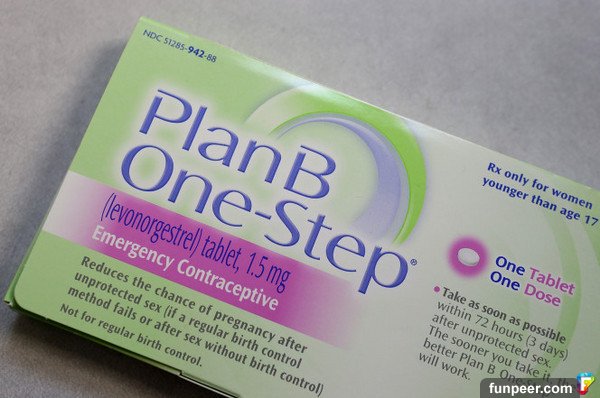 NDC 51285-942-88
Plan B
One-Step®
(levonorgestrel) tablet, 1.5 mg
Emergency Contraceptive
Reduces the chance of pregnancy after
unprotected sex (if a regular birth control
method fails or after sex without birth control)
Not for regular birth control.
Rx only for women
younger than age 17
One Tablet
One Dose
• Take as soon as possible
within 72 hours (3 days)
after unprotected sex.
The sooner you take it
better Plan B One
will work.
funpeer.com